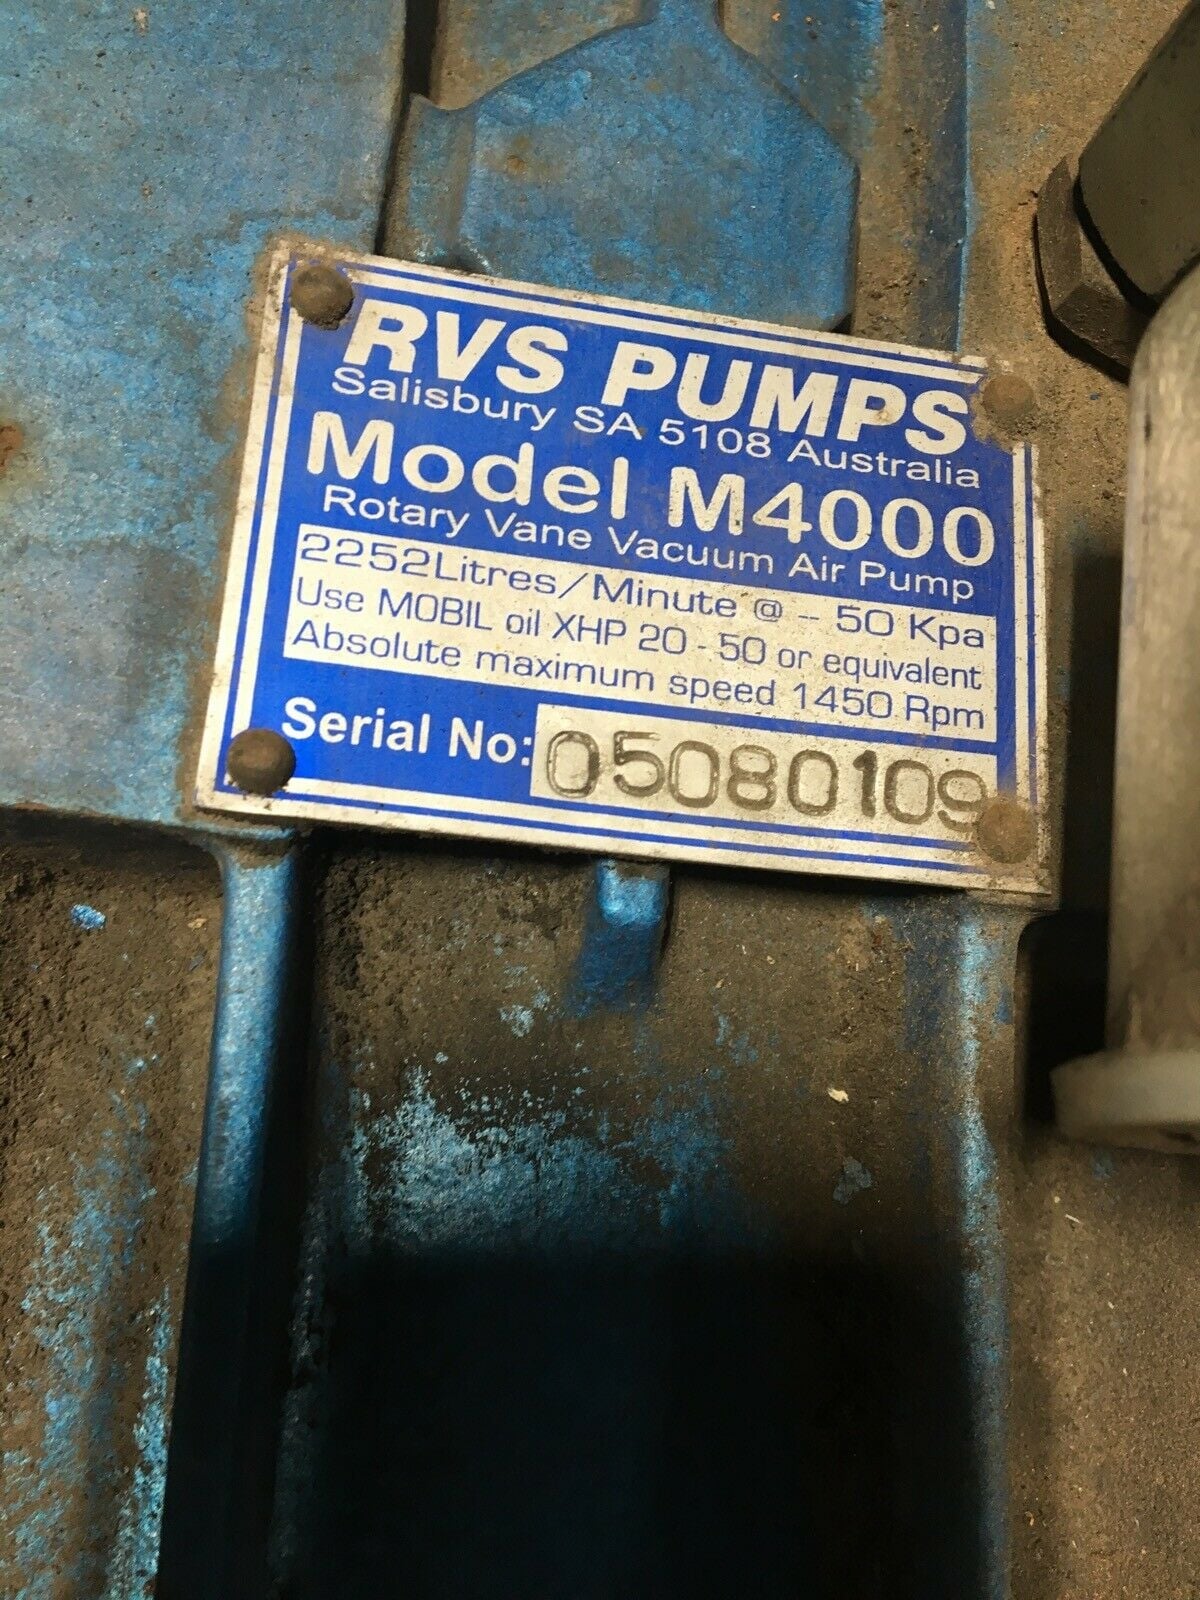 RVS PUMPS
Salisbury SA 5108 Australia
Model M4000
Rotary Vane Vacuum Air Pump
2252Litres/Minute @ -- 50 Kpa
Use MOBIL oil XHP 20 - 50 or equivalent
Absolute maximum speed 1450 Rpm
Serial No: 05080109